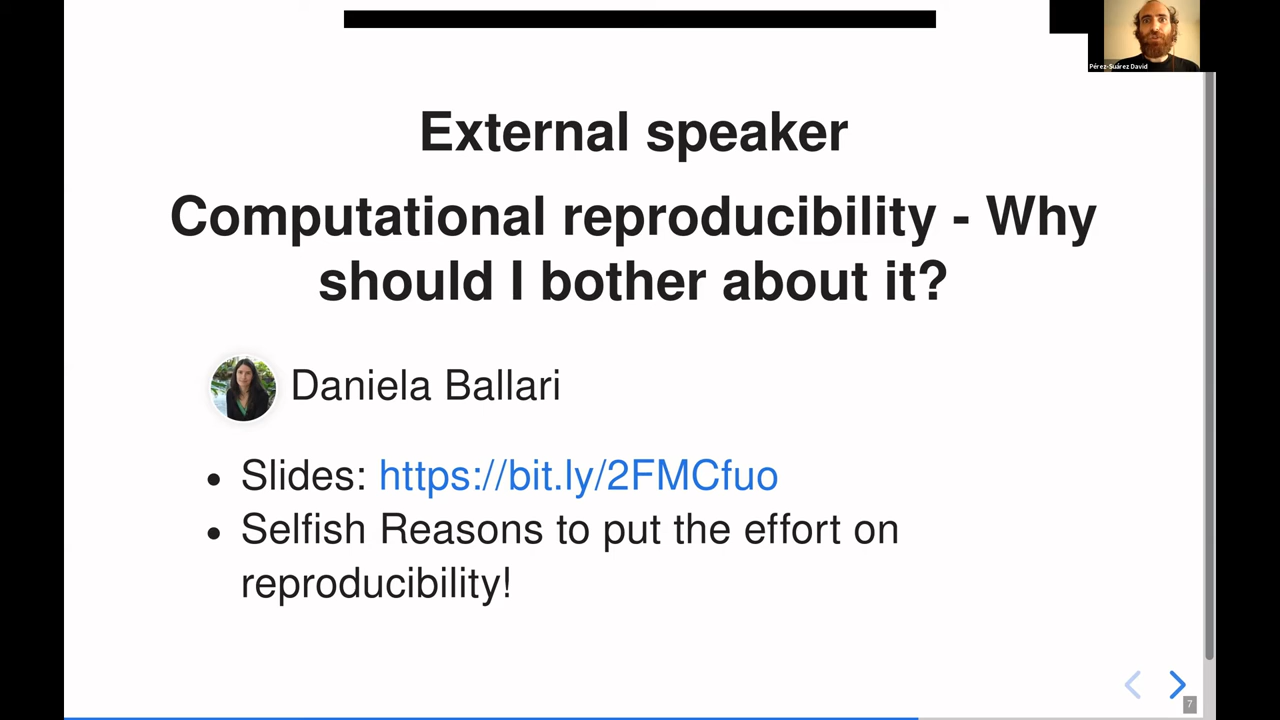 Pérez-Suárez David
External speaker
Computational reproducibility - Why
should I bother about it?
Daniela Ballari
• Slides: https://bit.ly/2FMCfuo
• Selfish Reasons to put the effort on
reproducibility!
7